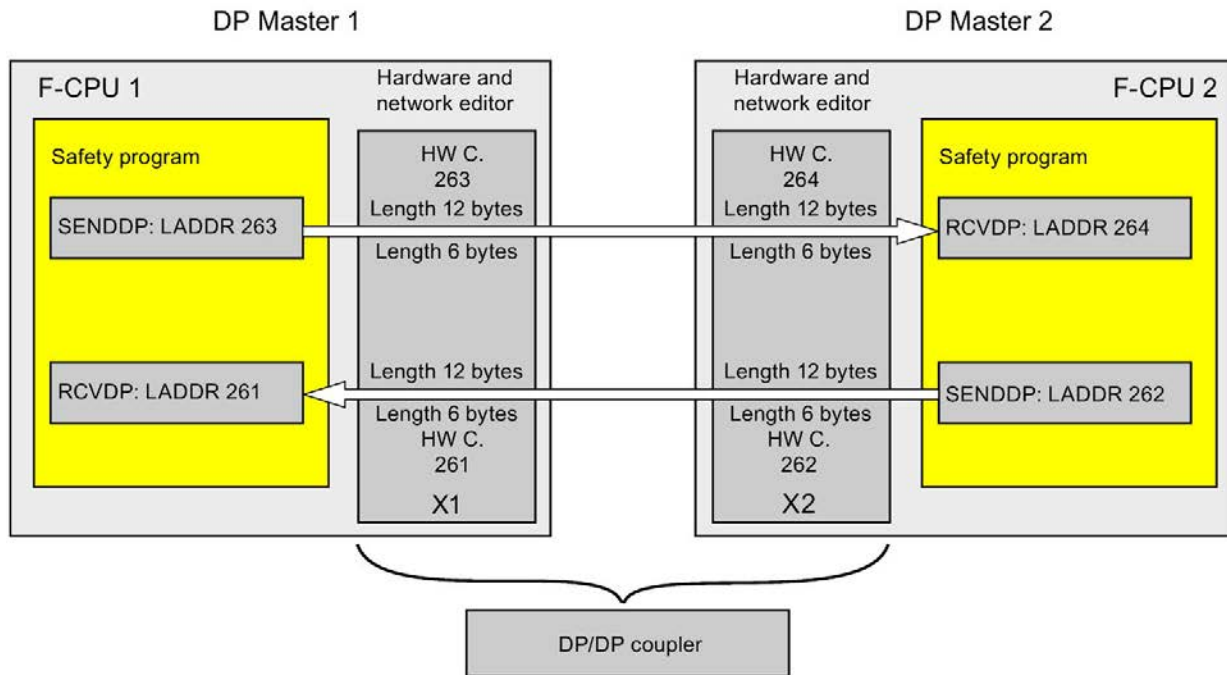 DP Master 1
DP Master 2
F-CPU 1
Hardware and
network editor
Safety program
HW C.
263
Length 12 bytes
SENDDP: LADDR 263
Length 6 bytes
Length 12 bytes
RCVDP: LADDR 261
Length 6 bytes
HW C.
261
X1
Hardware and
network editor
F-CPU 2
HW C.
264
Safety program
Length 12 bytes
RCVDP: LADDR 264
Length 6 bytes
Length 12 bytes
SENDDP: LADDR 262
Length 6 bytes
HW C.
262
X2
DP/DP coupler